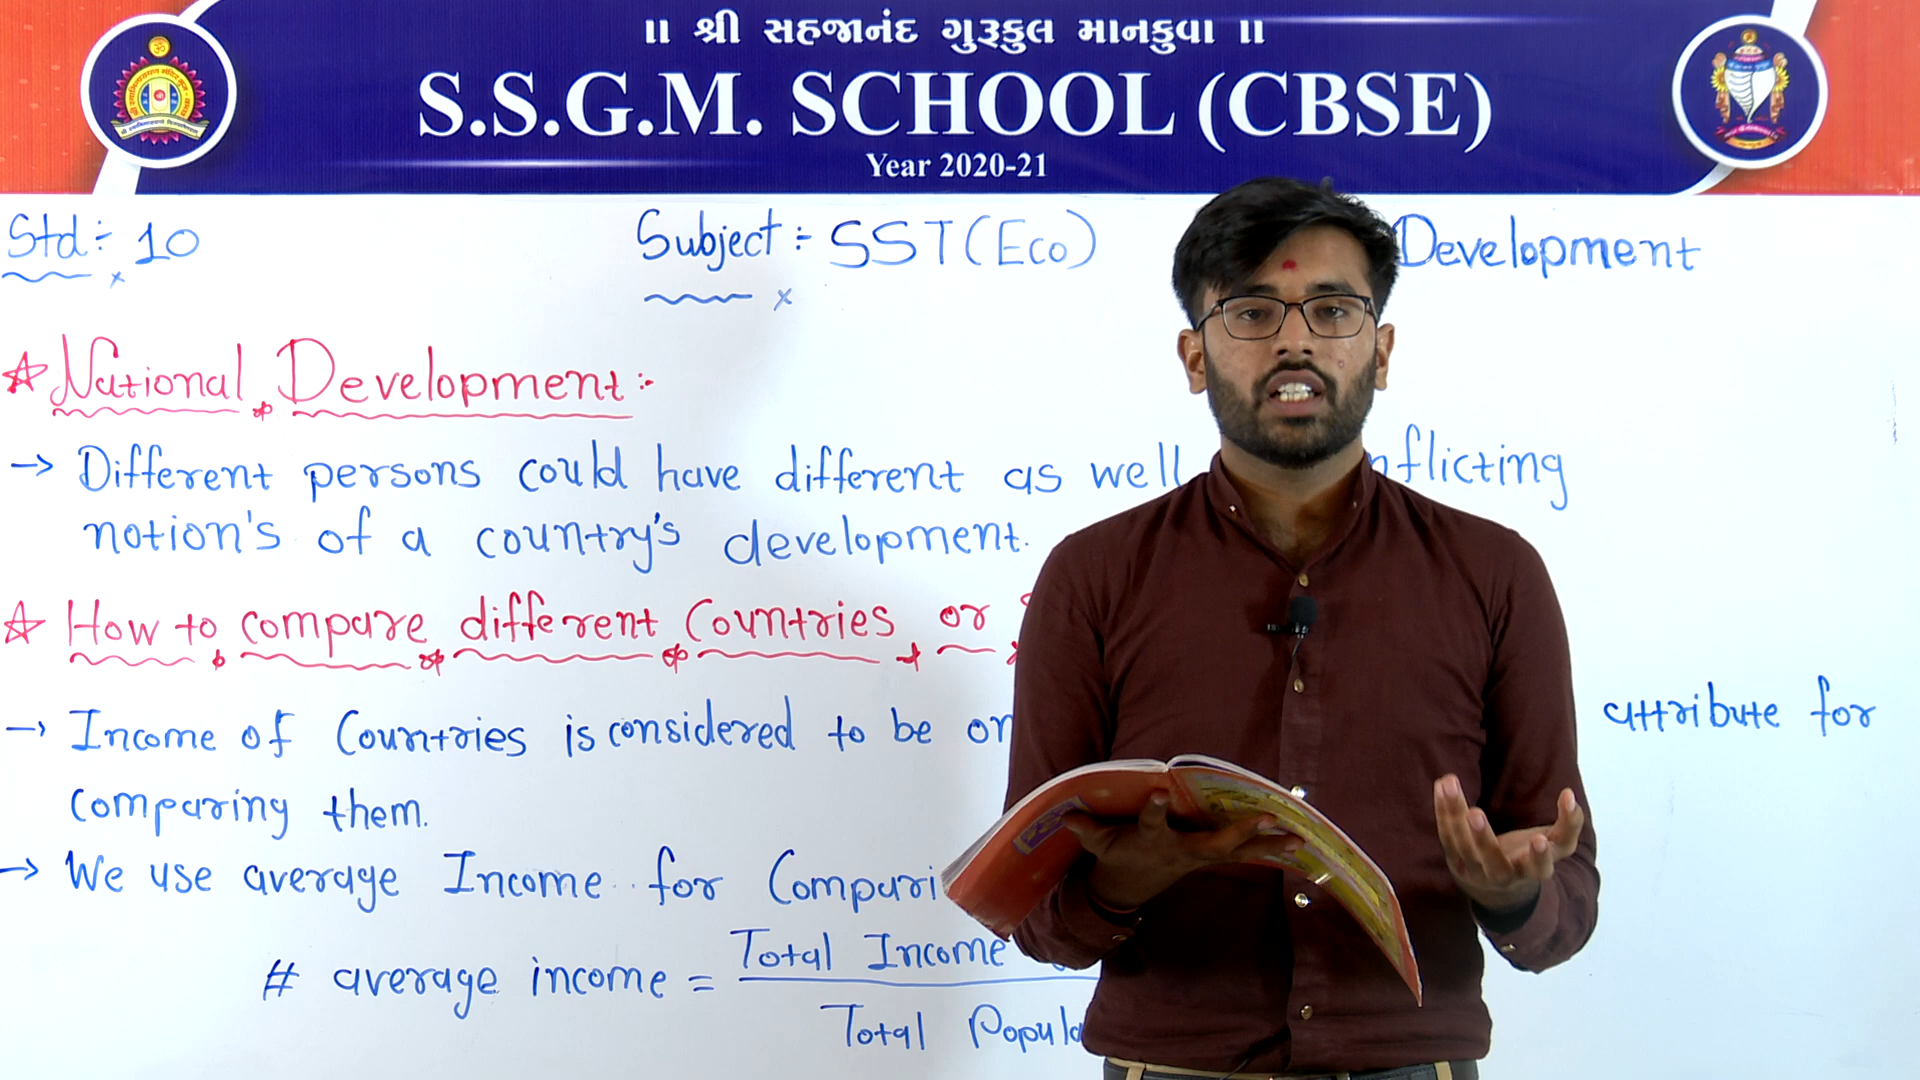 ॥ શ્રી સહજાનંદ ગુરૂકુલ માનકુવા ॥
S.S.G.M. SCHOOL (CBSE)
Year 2020-21
Std :- 10
Subject :- SST (Eco)
Development
☆ National Development :-
→ Different persons could have different as well nflicting
notion's of a country's development.
☆ How to compare different Countries or
→ Income of Countries is considered to be on attribute for
comparing them.
→ We use average Income for Compari
# average income = Total Income
Total Popula